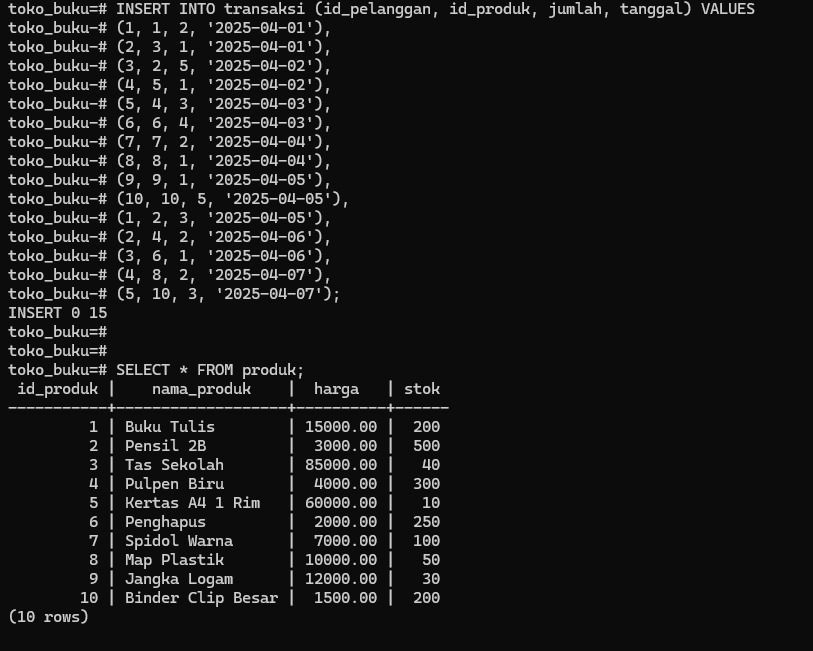 toko_buku=# INSERT INTO transaksi (id_pelanggan, id_produk, jumlah, tanggal) VALUES
toko_buku-# (1, 1, 2, '2025-04-01'),
toko_buku-# (2, 3, 1, '2025-04-01'),
toko_buku-# (3, 2, 5, '2025-04-02'),
toko_buku-# (4, 5, 1, '2025-04-02'),
toko_buku-# (5, 4, 3, '2025-04-03'),
toko_buku-# (6, 6, 4, '2025-04-03'),
toko_buku-# (7, 7, 2, '2025-04-04'),
toko_buku-# (8, 8, 1, '2025-04-04'),
toko_buku-# (9, 9, 1, '2025-04-05'),
toko_buku-# (10, 10, 5, '2025-04-05'),
toko_buku-# (1, 2, 3, '2025-04-05'),
toko_buku-# (2, 4, 2, '2025-04-06'),
toko_buku-# (3, 6, 1, '2025-04-06'),
toko_buku-# (4, 8, 2, '2025-04-07'),
toko_buku-# (5, 10, 3, '2025-04-07');
INSERT 0 15
toko_buku=#
toko_buku=#
toko_buku=# SELECT * FROM produk;
 id_produk |    nama_produk    |  harga   | stok
-----------+-------------------+----------+------
         1 | Buku Tulis        | 15000.00 |  200
         2 | Pensil 2B         |  3000.00 |  500
         3 | Tas Sekolah       | 85000.00 |   40
         4 | Pulpen Biru       |  4000.00 |  300
         5 | Kertas A4 1 Rim   | 60000.00 |   10
         6 | Penghapus         |  2000.00 |  250
         7 | Spidol Warna      |  7000.00 |  100
         8 | Map Plastik       | 10000.00 |   50
         9 | Jangka Logam      | 12000.00 |   30
        10 | Binder Clip Besar |  1500.00 |  200
(10 rows)